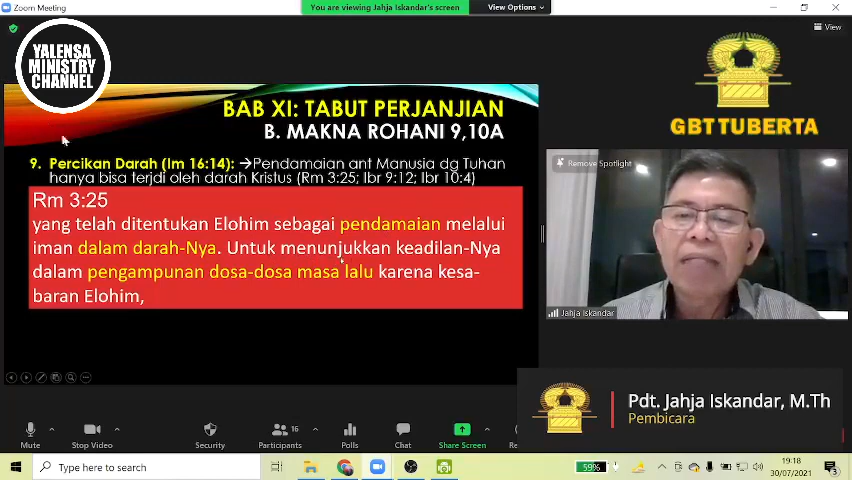 Zoom Meeting
You are viewing Jahja Iskandar's screen
View Options
View
YALENSA
MINISTRY
CHANNEL
BAB XI: TABUT PERJANJIAN
B. MAKNA ROHANI 9,10A
9. Percikan Darah (Im 16:14): →Pendamaian ant Manusia dg Tuhan
hanya bisa terjai oleh darah Kristus (Rm 3:25; Ibr 9:12; Ibr 10:4)
Rm 3:25
yang telah ditentukan Elohim sebagai pendamaian melalui
iman dalam darah-Nya. Untuk menunjukkan keadilan-Nya
dalam pengampunan dosa-dosa masa lalu karena kesa-
baran Elohim,
GBT TUBERTA
Remove Spotlight
Jahja Iskandar
Pdt. Jahja Iskandar, M.Th
Pembicara
Mute
Stop Video
Security
Participants
16
Polls
Chat
Share Screen
Re
Type here to search
59%
19:18
30/07/2021
3